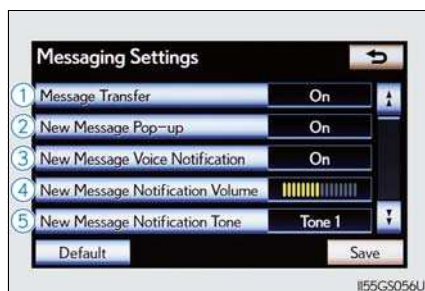 Messaging Settings
1 Message Transfer On
2 New Message Pop-up On
3 New Message Voice Notification On
4 New Message Notification Volume
5 New Message Notification Tone Tone 1
Default Save
II55GS056U